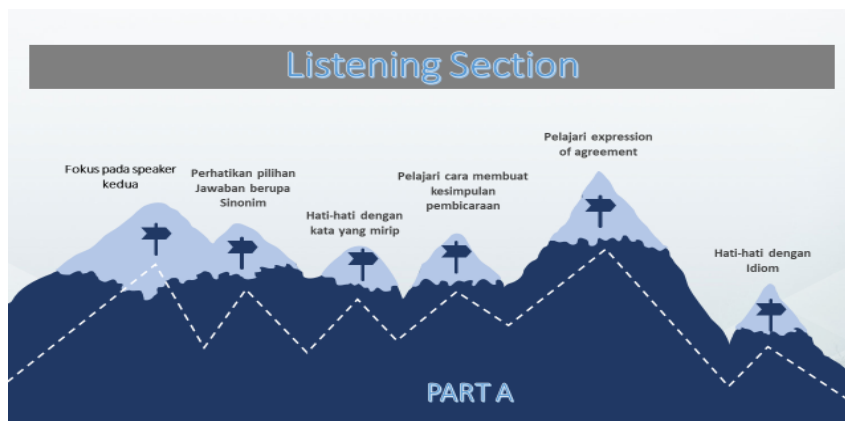 Listening Section
Fokus pada speaker
kedua
Perhatikan pilihan
Jawaban berupa
Sinonim
Hati-hati dengan
kata yang mirip
Pelajari cara membuat
kesimpulan
pembicaraan
Pelajari expression
of agreement
Hati-hati dengan
Idiom
PART A